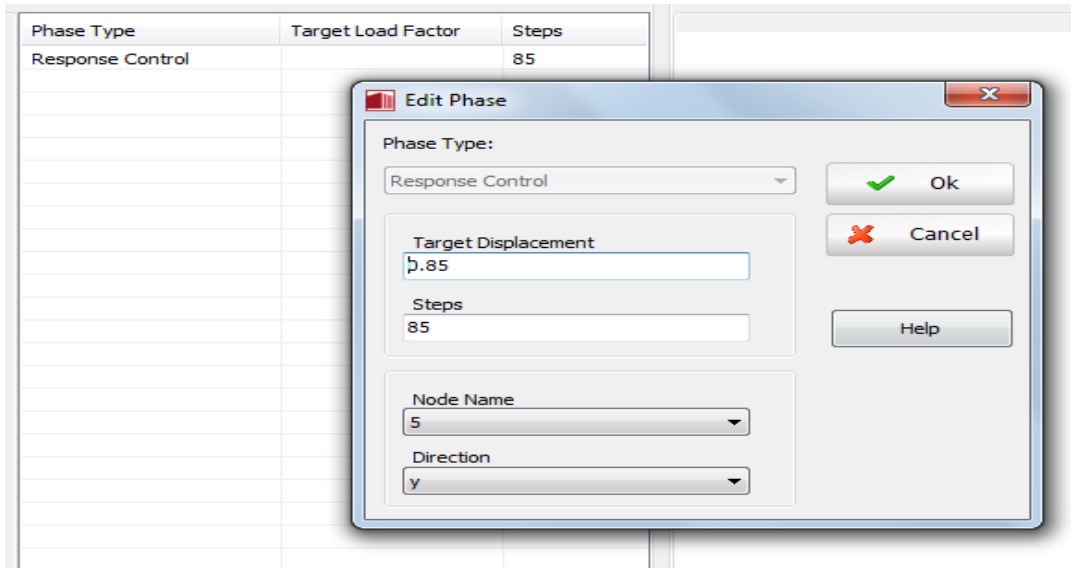 Phase Type Target Load Factor Steps
Response Control 85
Edit Phase
Phase Type:
Response Control
Ok
Target Displacement
0.85
Cancel
Steps
85
Help
Node Name
5
Direction
y